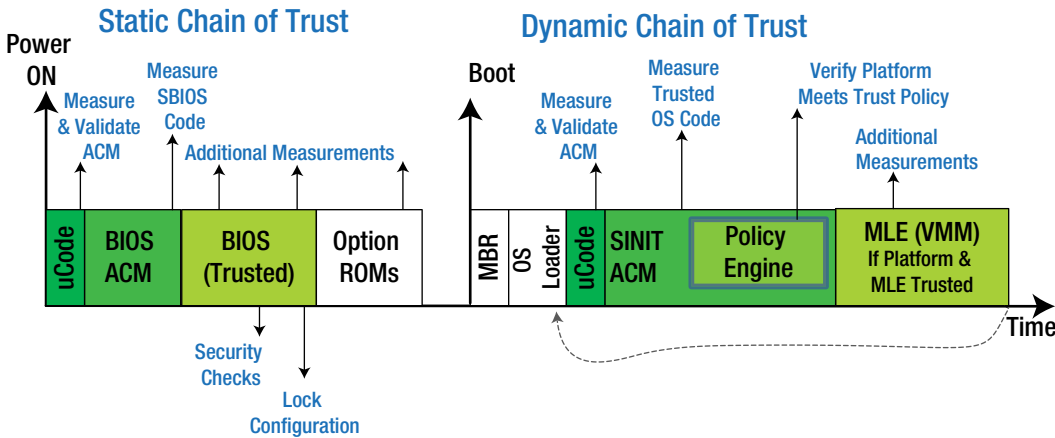 Static Chain of Trust
Dynamic Chain of Trust
Power
ON
Measure
& Validate
ACM
Measure
SBIOS
Code
Additional Measurements
Boot
Measure
& Validate
ACM
Measure
Trusted
OS Code
Verify Platform
Meets Trust Policy
Additional
Measurements
uCode
BIOS
ACM
BIOS
(Trusted)
Option
ROMs
MBR
OS
Loader
uCode
SINIT
ACM
Policy
Engine
MLE (VMM)
If Platform &
MLE Trusted
Time
Security
Checks
Lock
Configuration